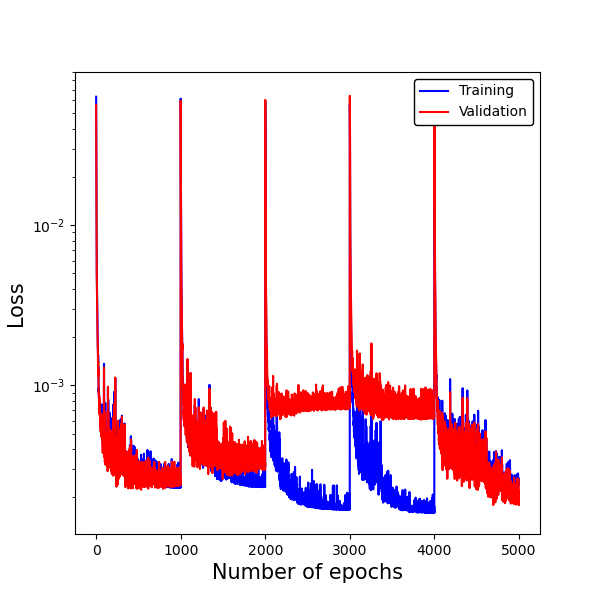 Training
Validation
10⁻²
10⁻³
Loss
0 1000 2000 3000 4000 5000
Number of epochs